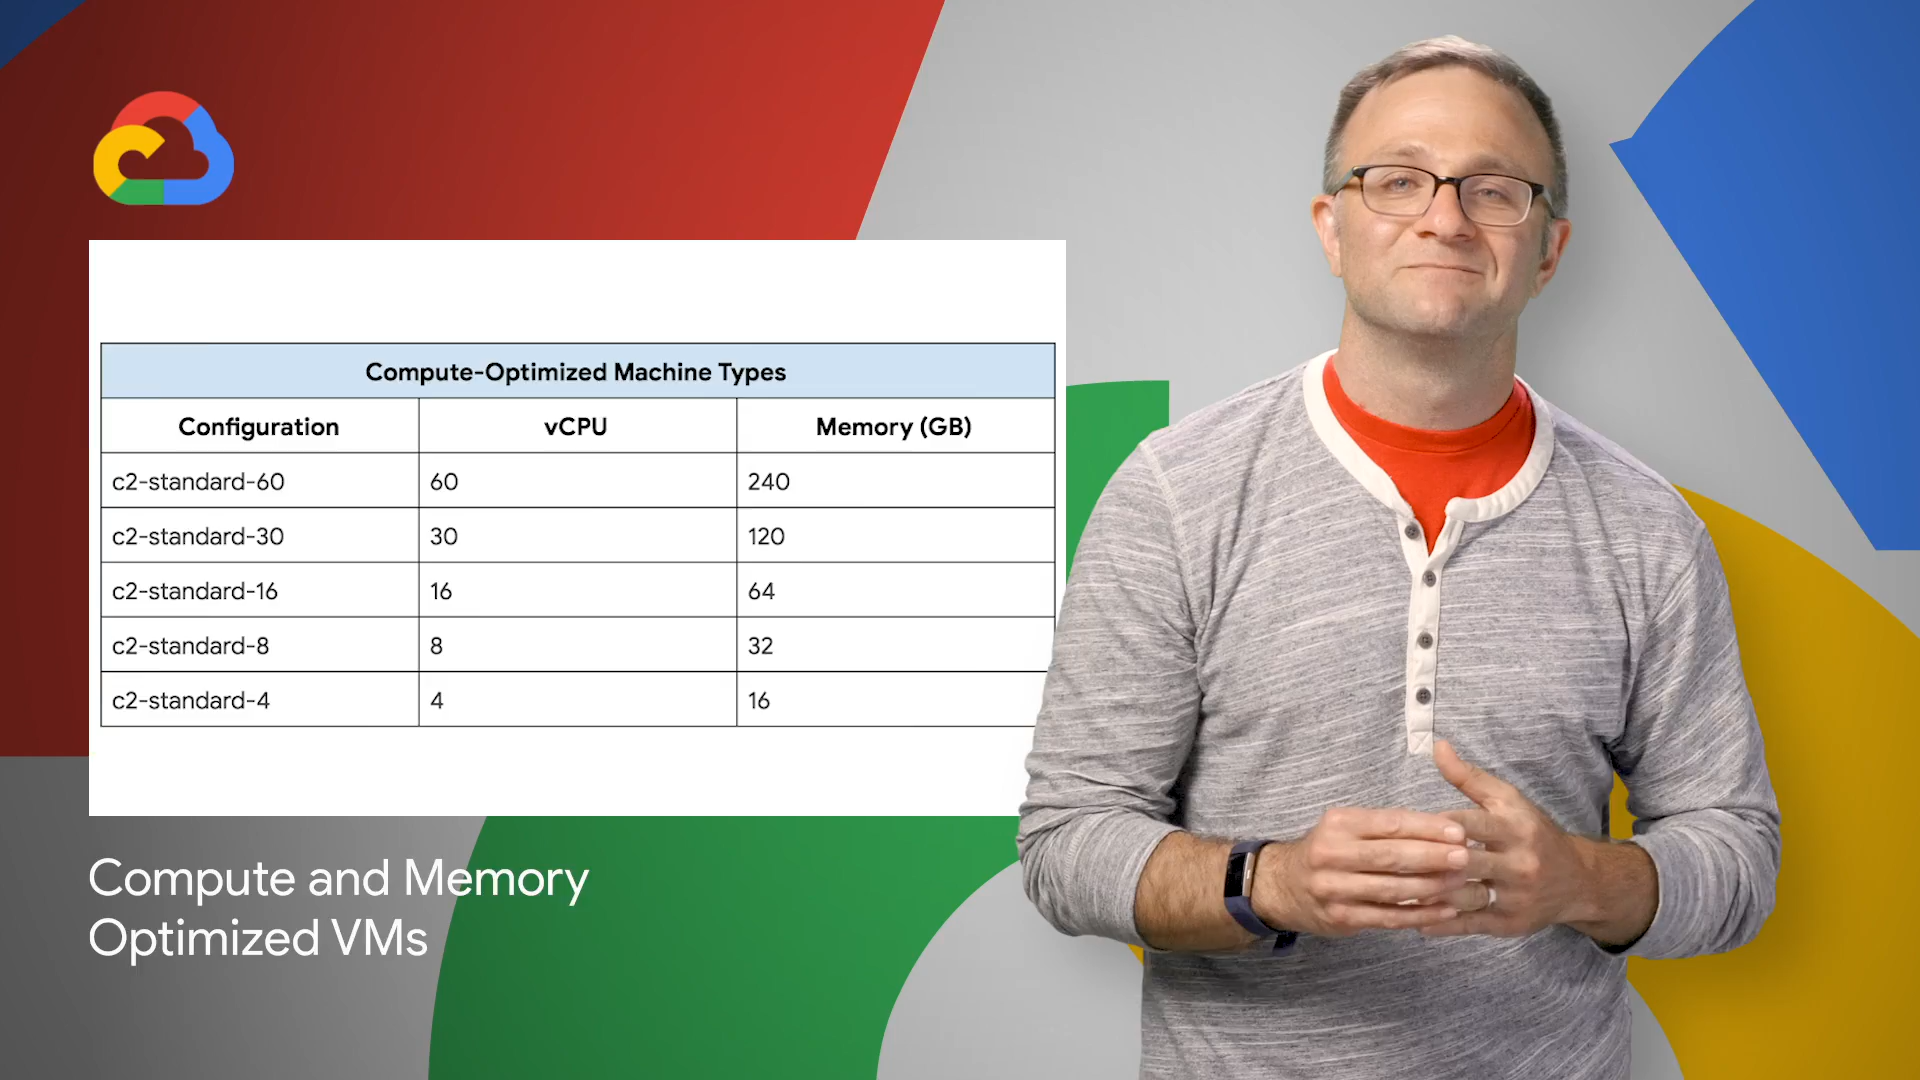 Compute-Optimized Machine Types
Configuration vCPU Memory (GB)
c2-standard-60 60 240
c2-standard-30 30 120
c2-standard-16 16 64
c2-standard-8 8 32
c2-standard-4 4 16
Compute and Memory
Optimized VMs